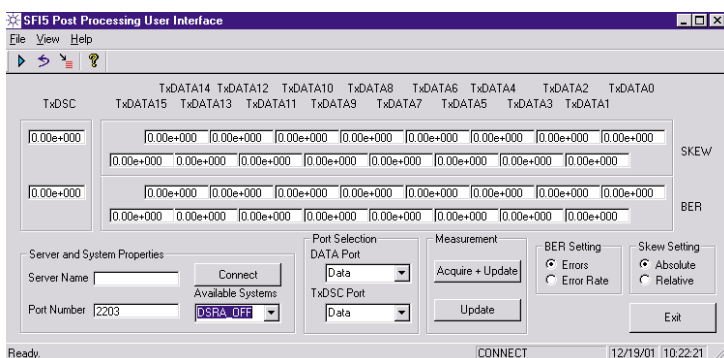 SFI5 Post Processing User Interface
File View Help
TxDATA14 TxDATA12 TxDATA10 TxDATA8 TxDATA6 TxDATA4 TxDATA2 TxDATA0
TxDSC TxDATA15 TxDATA13 TxDATA11 TxDATA9 TxDATA7 TxDATA5 TxDATA3 TxDATA1
0.00e+000 0.00e+000 0.00e+000 0.00e+000 0.00e+000 0.00e+000 0.00e+000 0.00e+000 0.00e+000
SKEW
0.00e+000 0.00e+000 0.00e+000 0.00e+000 0.00e+000 0.00e+000 0.00e+000 0.00e+000
0.00e+000 0.00e+000 0.00e+000 0.00e+000 0.00e+000 0.00e+000 0.00e+000 0.00e+000 0.00e+000
BER
0.00e+000 0.00e+000 0.00e+000 0.00e+000 0.00e+000 0.00e+000 0.00e+000 0.00e+000
Server and System Properties
Server Name
Connect
Available Systems
Port Number 2203
DSRA_OFF
Port Selection
DATA Port
Data
TxDSC Port
Data
Measurement
Acquire + Update
Update
BER Setting
Errors
Error Rate
Skew Setting
Absolute
Relative
Exit
Ready. CONNECT 12/19/01 10:22:21